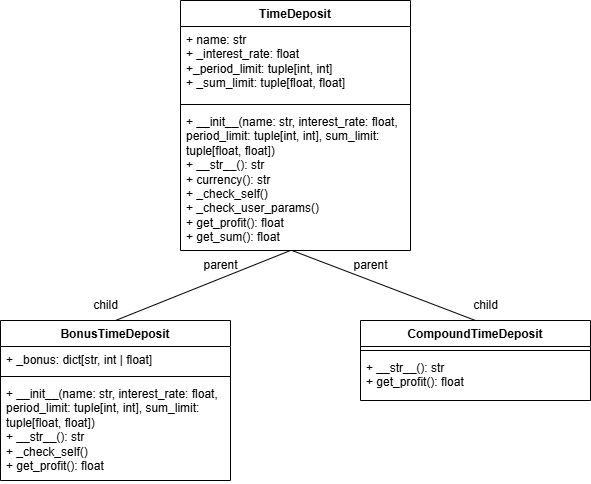 TimeDeposit
+ name: str
+ _interest_rate: float
+_period_limit: tuple[int, int]
+ _sum_limit: tuple[float, float]
+ __init__(name: str, interest_rate: float,
period_limit: tuple[int, int], sum_limit:
tuple[float, float])
+ __str__(): str
+ currency(): str
+ _check_self()
+ _check_user_params()
+ get_profit(): float
+ get_sum(): float
parent
parent
child
child
BonusTimeDeposit
+ _bonus: dict[str, int | float]
+ __init__(name: str, interest_rate: float,
period_limit: tuple[int, int], sum_limit:
tuple[float, float])
+ __str__(): str
+ _check_self()
+ get_profit(): float
CompoundTimeDeposit
+ __str__(): str
+ get_profit(): float